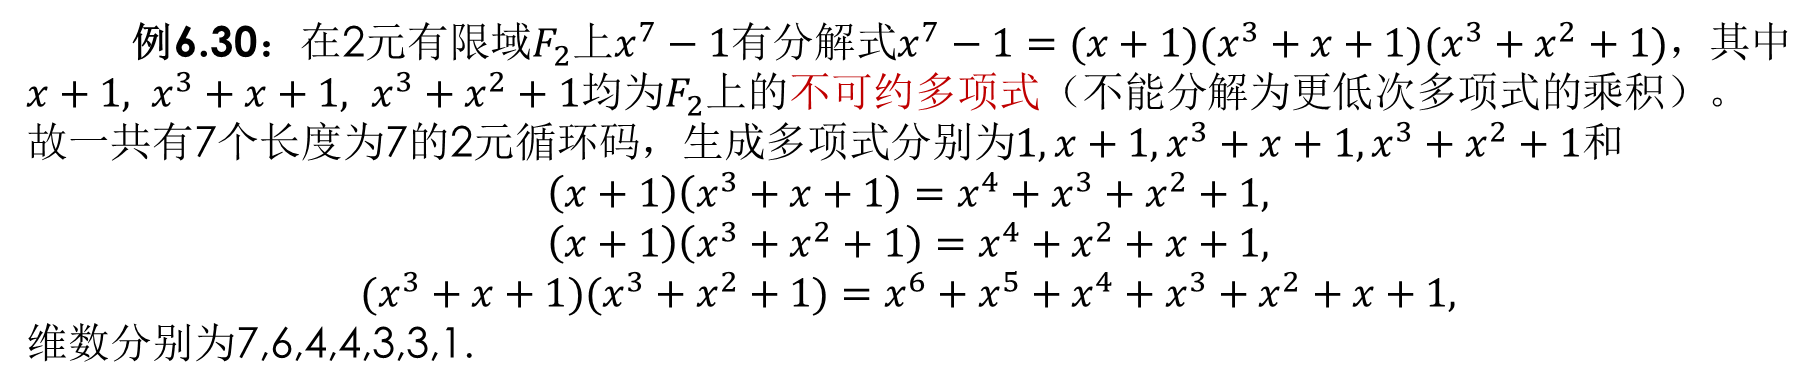 例6.30：在2元有限域F₂上x⁷ − 1有分解式x⁷ − 1 = (x + 1)(x³ + x + 1)(x³ + x² + 1)，其中
x + 1, x³ + x + 1, x³ + x² + 1均为F₂上的不可约多项式（不能分解为更低次多项式的乘积）。
故一共有7个长度为7的2元循环码，生成多项式分别为1, x + 1, x³ + x + 1, x³ + x² + 1和
(x + 1)(x³ + x + 1) = x⁴ + x³ + x² + 1,
(x + 1)(x³ + x² + 1) = x⁴ + x² + x + 1,
(x³ + x + 1)(x³ + x² + 1) = x⁶ + x⁵ + x⁴ + x³ + x² + x + 1,
维数分别为7,6,4,4,3,3,1.